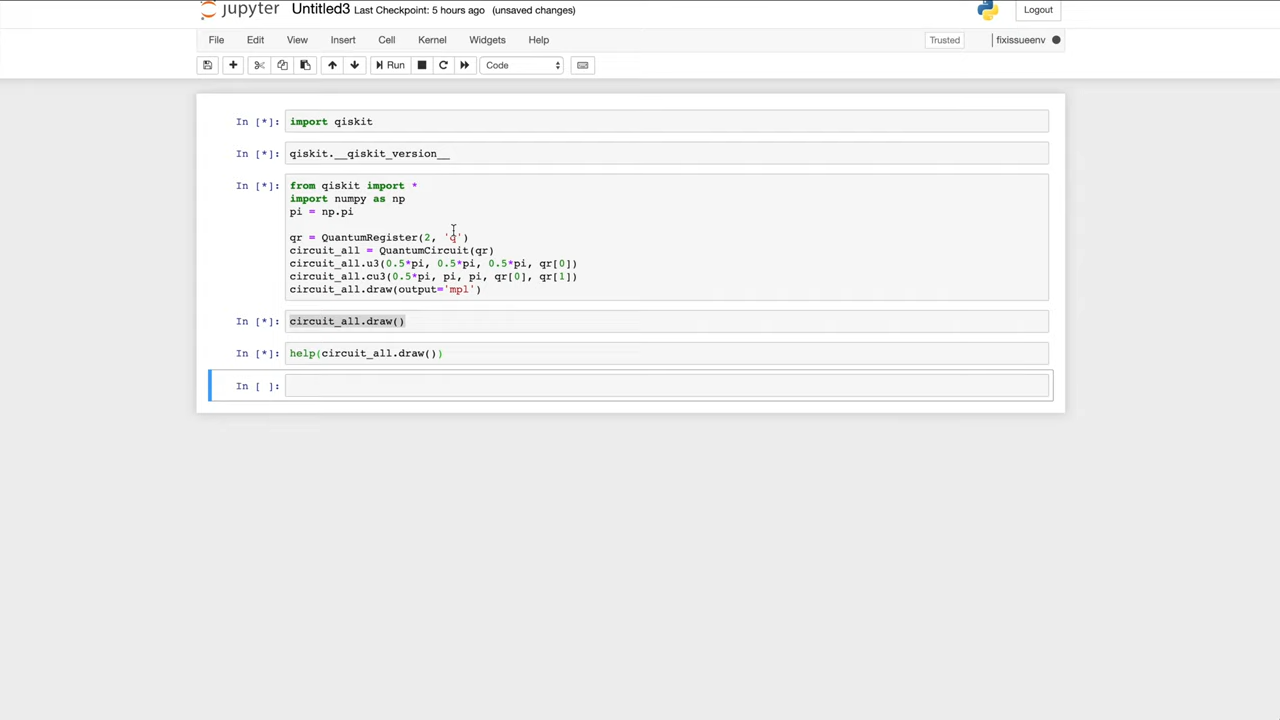 jupyter Untitled3 Last Checkpoint: 5 hours ago (unsaved changes) Logout
File Edit View Insert Cell Kernel Widgets Help Trusted fixissueenv
Run Code
In [*]: import qiskit
In [*]: qiskit.__qiskit_version__
In [*]: from qiskit import *
import numpy as np
pi = np.pi
qr = QuantumRegister(2, 'q')
circuit_all = QuantumCircuit(qr)
circuit_all.u3(0.5*pi, 0.5*pi, 0.5*pi, qr[0])
circuit_all.cu3(0.5*pi, pi, pi, qr[0], qr[1])
circuit_all.draw(output='mpl')
In [*]: circuit_all.draw()
In [*]: help(circuit_all.draw())
In [ ]: